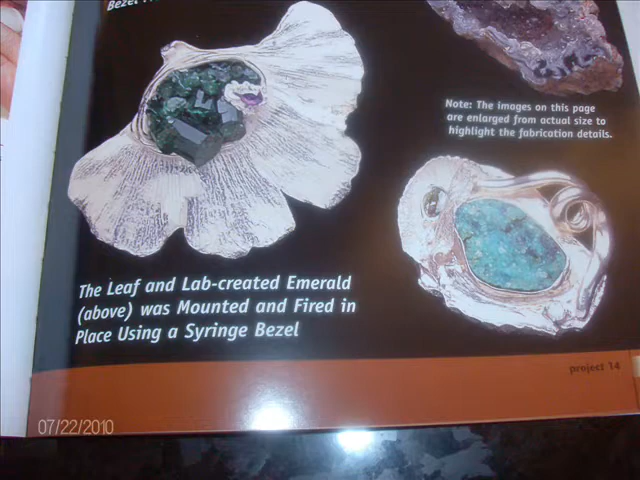 Bezel
Note: The images on this page
are enlarged from actual size to
highlight the fabrication details.
The Leaf and Lab-created Emerald
(above) was Mounted and Fired in
Place Using a Syringe Bezel
project 14
07/22/2010